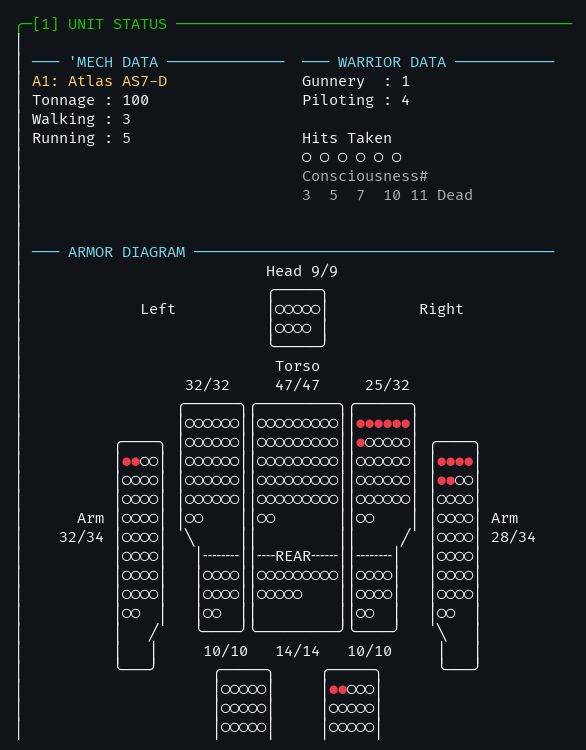 [1] UNIT STATUS
'MECH DATA
WARRIOR DATA
A1: Atlas AS7-D
Gunnery  : 1
Tonnage : 100
Piloting : 4
Walking : 3
Running : 5
Hits Taken
Consciousness#
3  5  7  10 11 Dead
ARMOR DIAGRAM
Head 9/9
Left
Right
Torso
32/32
47/47
25/32
Arm
32/34
Arm
28/34
REAR
10/10
14/14
10/10